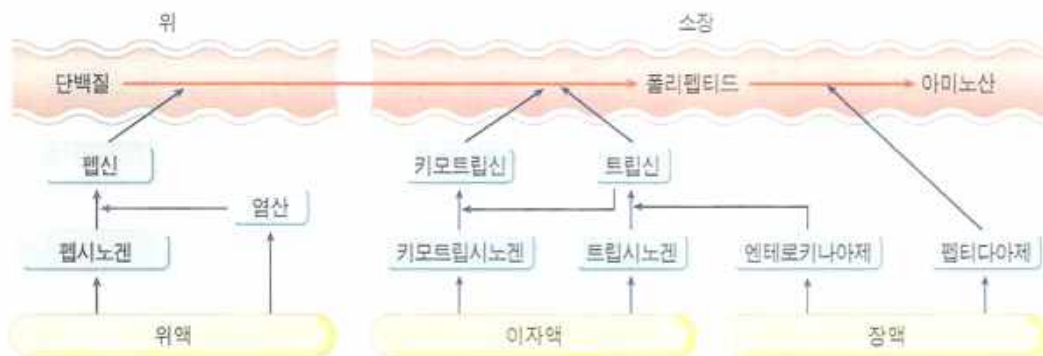 위 소장
단백질 폴리펩티드 아미노산
펩신 키모트립신 트립신
염산
펩시노겐 키모트립시노겐 트립시노겐 엔테로키나아제 펩티다아제
위액 이자액 장액